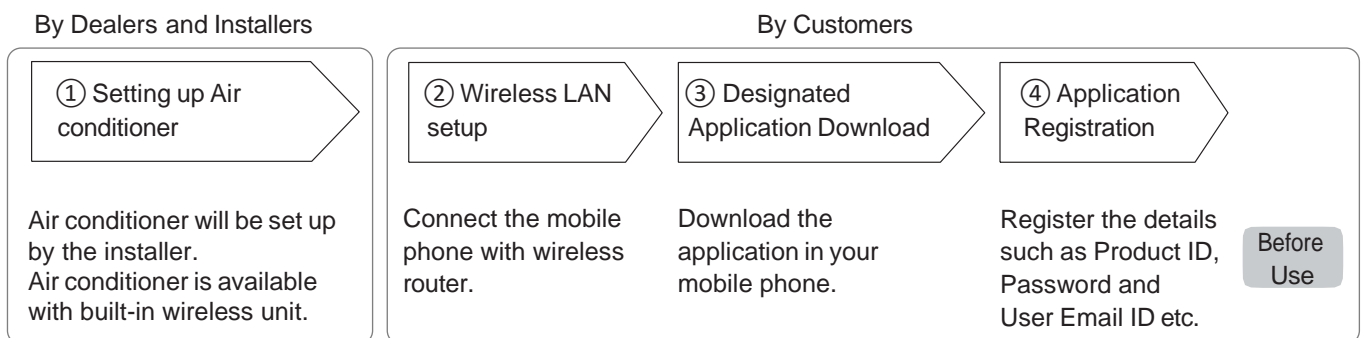 By Dealers and Installers
① Setting up Air
conditioner
Air conditioner will be set up
by the installer.
Air conditioner is available
with built-in wireless unit.
By Customers
② Wireless LAN
setup
Connect the mobile
phone with wireless
router.
③ Designated
Application Download
Download the
application in your
mobile phone.
④ Application
Registration
Register the details
such as Product ID,
Password and
User Email ID etc.
Before
Use